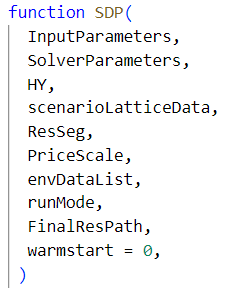 function SDP(
InputParameters,
SolverParameters,
HY,
scenarioLatticeData,
ResSeg,
PriceScale,
envDataList,
runMode,
FinalResPath,
warmstart = 0,
)